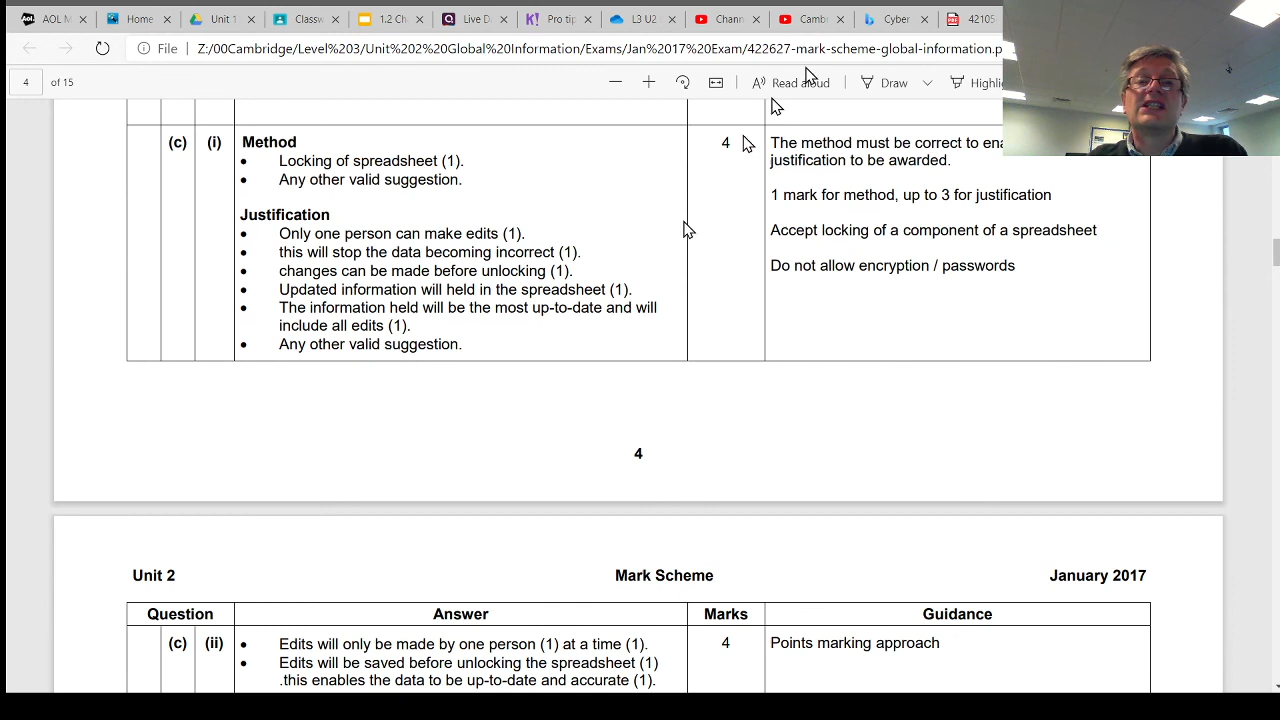 AOL M
Home
Unit 1
Classw
1.2 Ch
Live D
Pro tip
L3 U2
Chann
Cambr
Cyber
42105
File
Z:/00Cambridge/Level%203/Unit%202%20Global%20Information/Exams/Jan%2017%20Exam/422627-mark-scheme-global-information.p
4 of 15
Read aloud
Draw
Highli
(c) (i) Method 4 The method must be correct to ena
• Locking of spreadsheet (1). justification to be awarded.
• Any other valid suggestion.
1 mark for method, up to 3 for justification
Justification
• Only one person can make edits (1). Accept locking of a component of a spreadsheet
• this will stop the data becoming incorrect (1).
• changes can be made before unlocking (1). Do not allow encryption / passwords
• Updated information will held in the spreadsheet (1).
• The information held will be the most up-to-date and will
include all edits (1).
• Any other valid suggestion.
4
Unit 2 Mark Scheme January 2017
Question Answer Marks Guidance
(c) (ii) • Edits will only be made by one person (1) at a time (1). 4 Points marking approach
• Edits will be saved before unlocking the spreadsheet (1)
.this enables the data to be up-to-date and accurate (1).